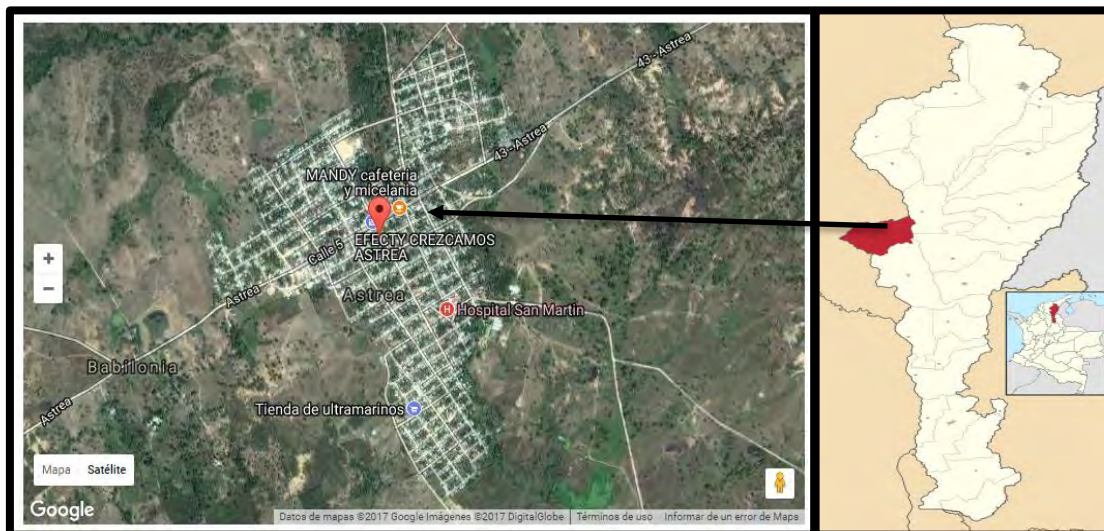 43 - Astrea
43 - Astrea
MANDY cafeteria
y micelania
EFECTY CREZCAMOS
ASTREA
Calle 5
Astrea
Astrea
Hospital San Martin
Babilonia
Astrea
Tienda de ultramarinos
+
−
Mapa Satélite
Google
Datos de mapas ©2017 Google Imágenes ©2017 DigitalGlobe Términos de uso Informar de un error de Maps
H